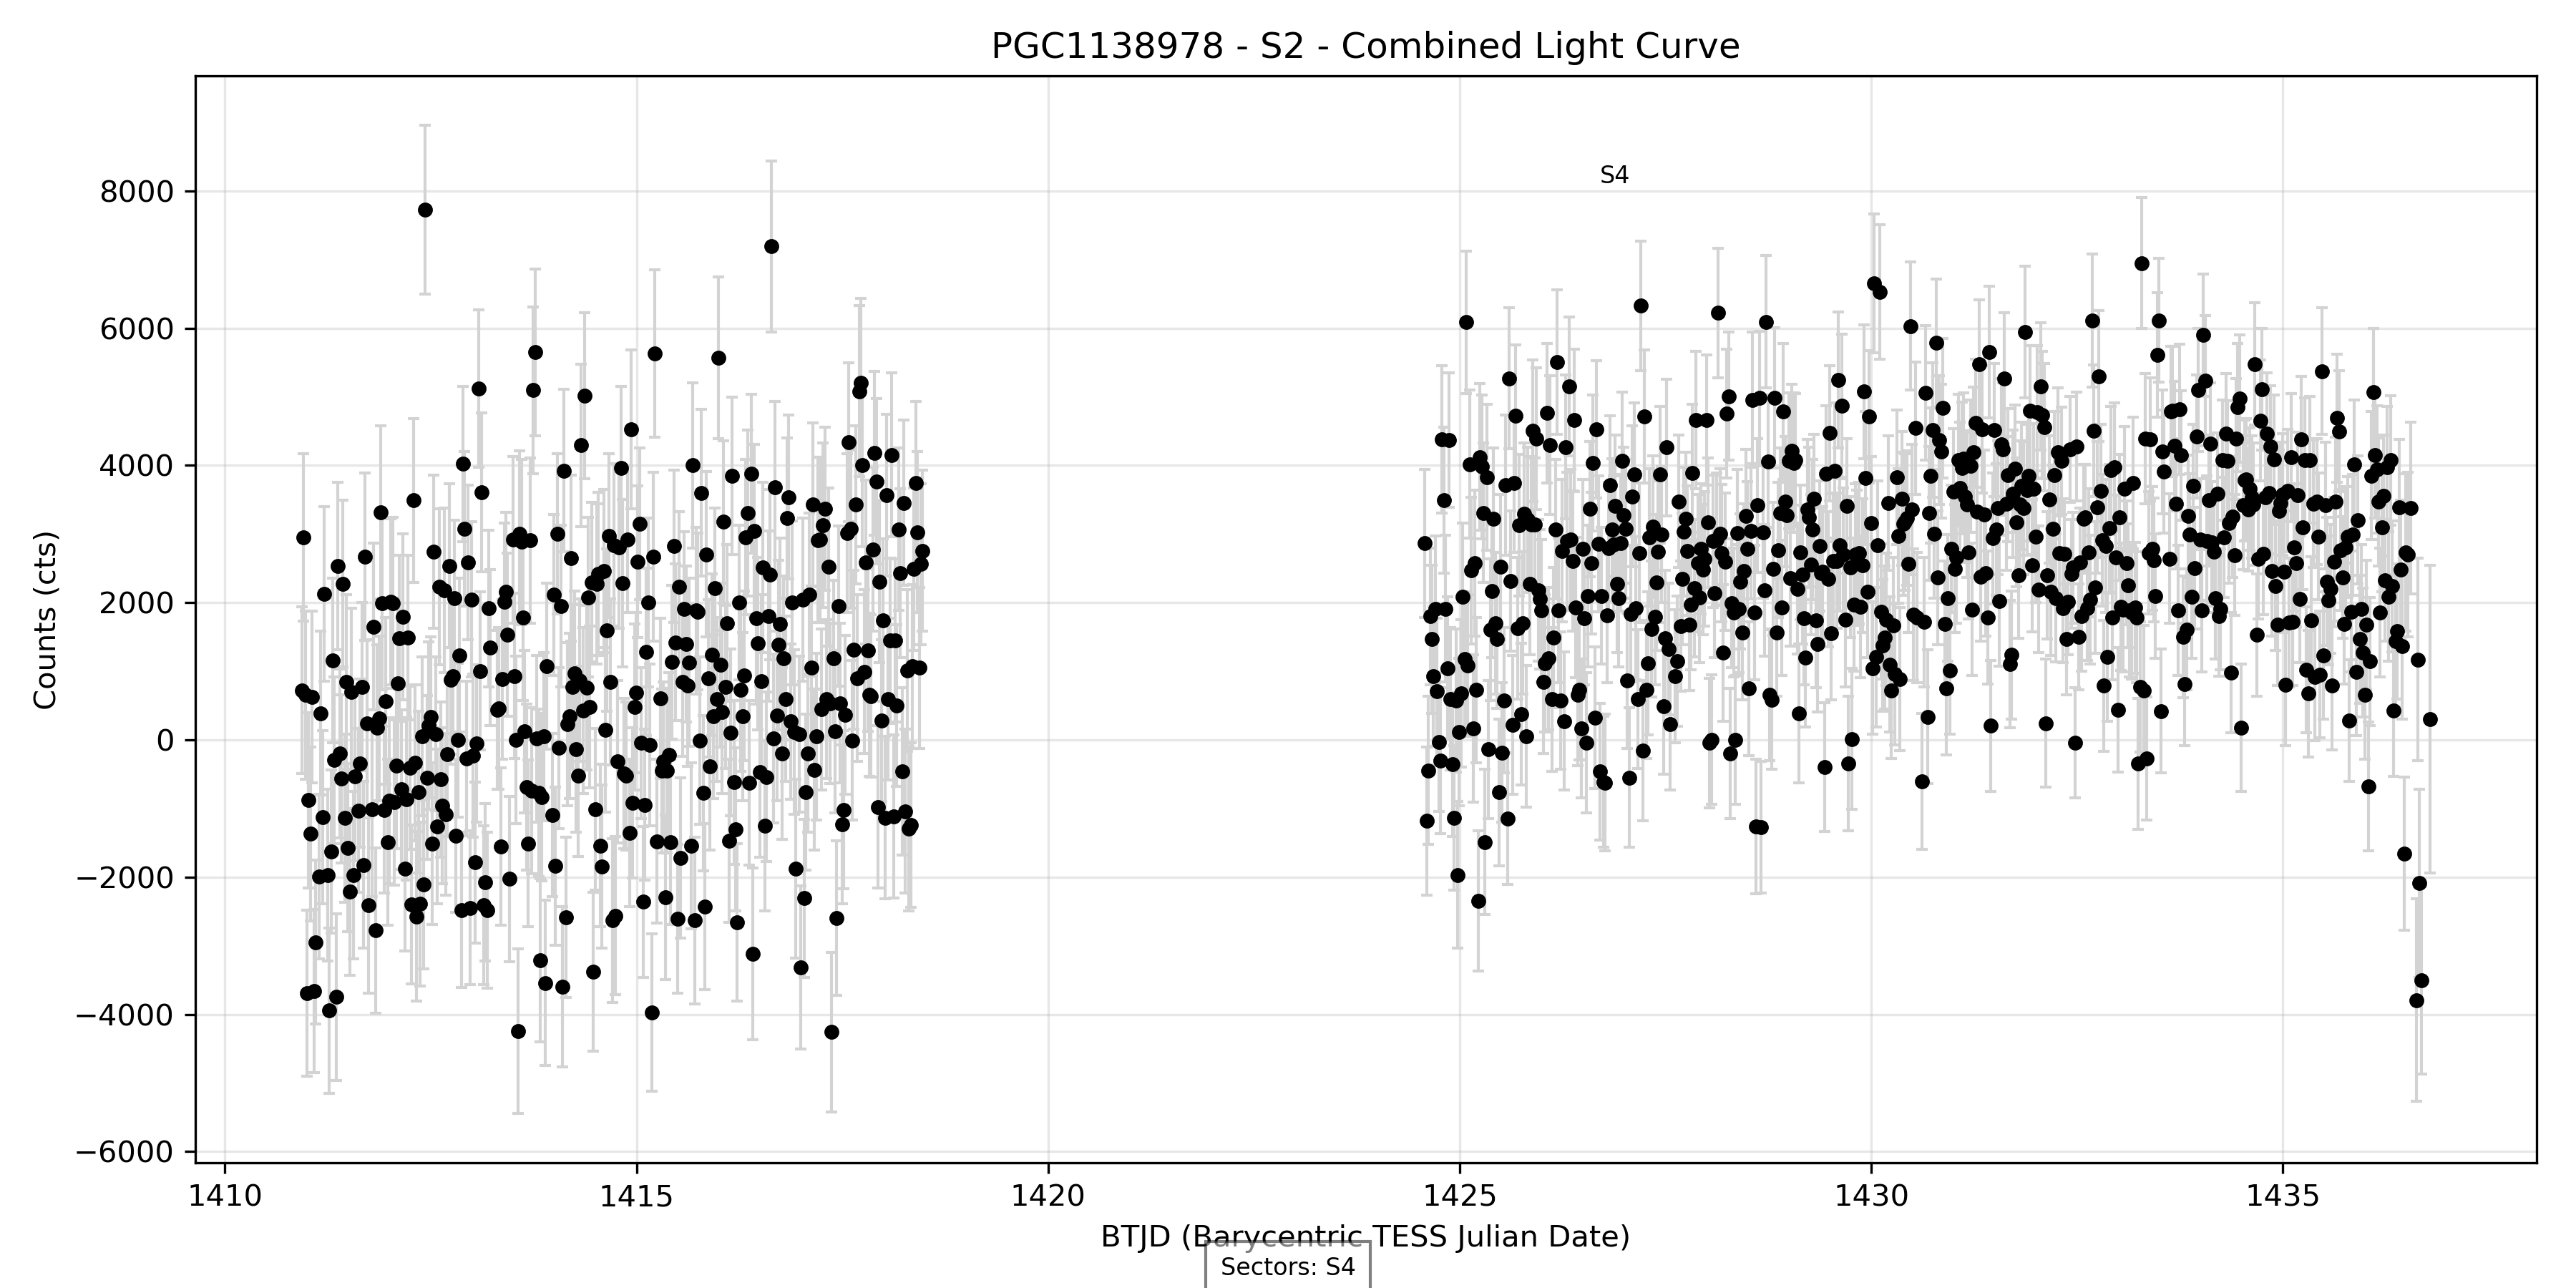 PGC1138978 - S2 - Combined Light Curve
S4
8000
6000
4000
2000
0
−2000
−4000
−6000
Counts (cts)
1410 1415 1420 1425 1430 1435
BTJD (Barycentric TESS Julian Date)
Sectors: S4